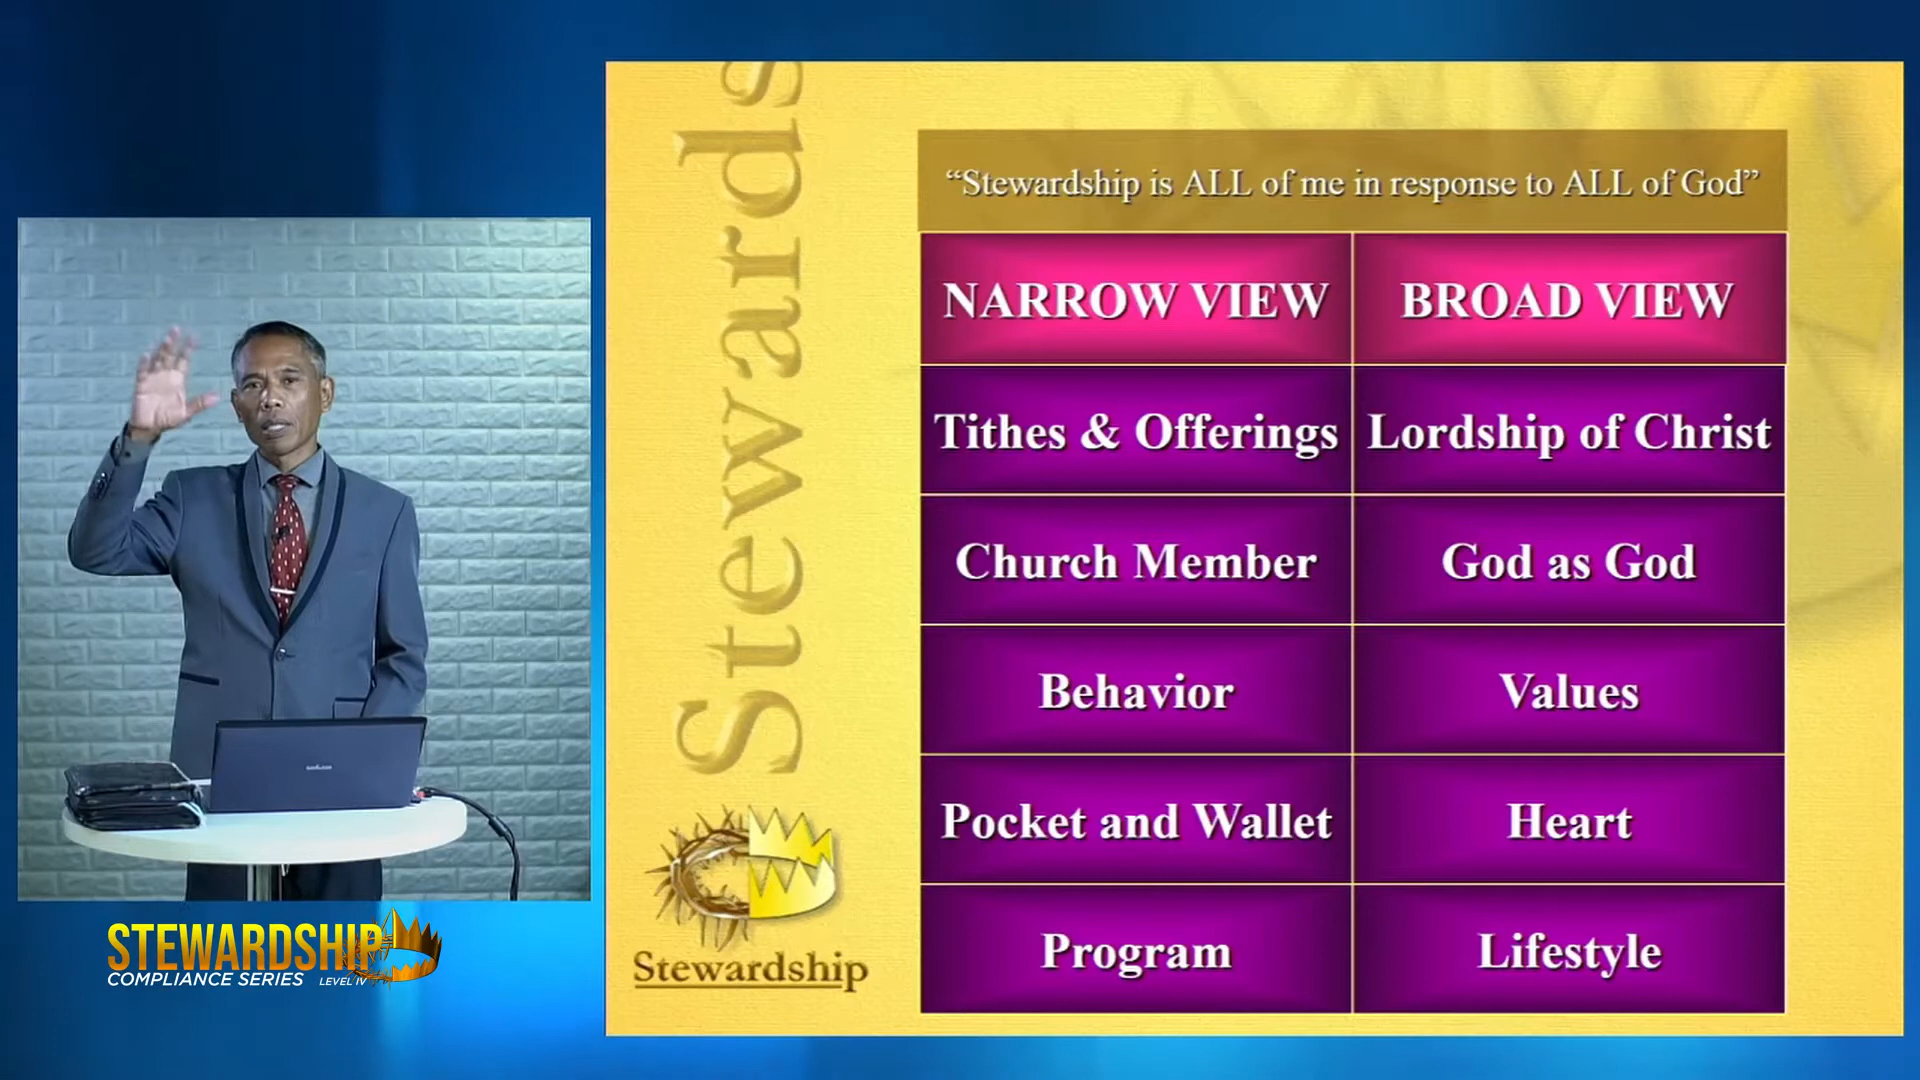 Stewards
“Stewardship is ALL of me in response to ALL of God”
NARROW VIEW BROAD VIEW
Tithes & Offerings Lordship of Christ
Church Member God as God
Behavior Values
Pocket and Wallet Heart
Program Lifestyle
Stewardship
STEWARDSHIP
COMPLIANCE SERIES LEVEL IV